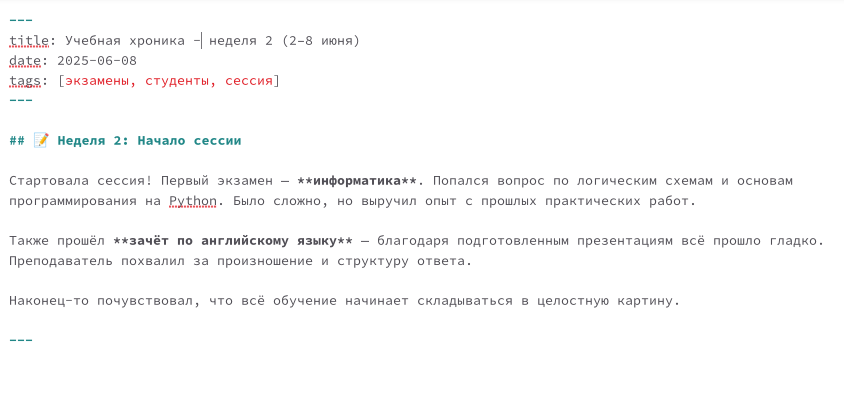 ---
title: Учебная хроника - неделя 2 (2–8 июня)
date: 2025-06-08
tags: [экзамены, студенты, сессия]
---
## 📝 Неделя 2: Начало сессии
Стартовала сессия! Первый экзамен — **информатика**. Попался вопрос по логическим схемам и основам
программирования на Python. Было сложно, но выручил опыт с прошлых практических работ.
Также прошёл **зачёт по английскому языку** — благодаря подготовленным презентациям всё прошло гладко.
Преподаватель похвалил за произношение и структуру ответа.
Наконец-то почувствовал, что всё обучение начинает складываться в целостную картину.
---